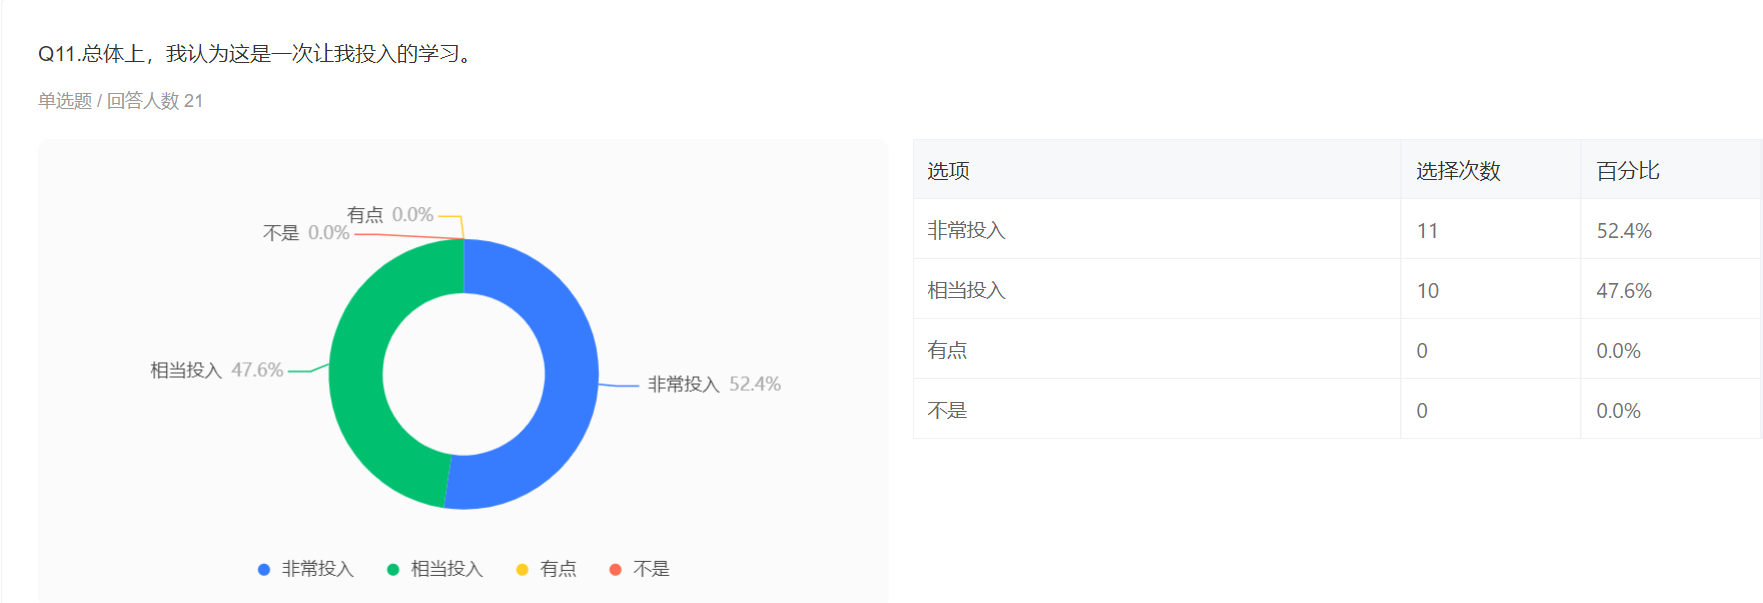 Q11.总体上，我认为这是一次让我投入的学习。
单选题 / 回答人数 21
有点 0.0%
不是 0.0%
相当投入 47.6%
非常投入 52.4%
非常投入 相当投入 有点 不是
选项 选择次数 百分比
非常投入 11 52.4%
相当投入 10 47.6%
有点 0 0.0%
不是 0 0.0%